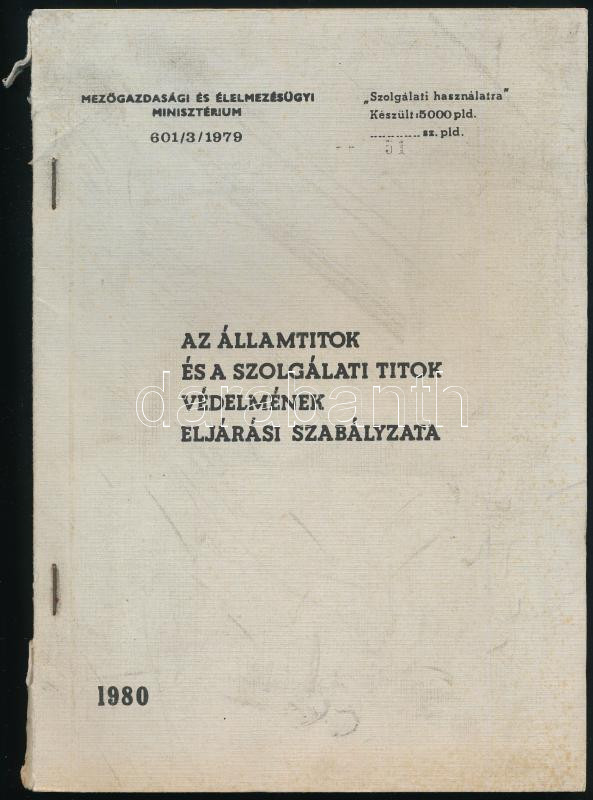 MEZŐGAZDASÁGI ÉS ÉLELMEZÉSÜGYI
MINISZTÉRIUM
601/3/1979
„Szolgálati használatra"
Készült:5000 pld.
............sz. pld.
51
AZ ÁLLAMTITOK
ÉS A SZOLGÁLATI TITOK
VÉDELMÉNEK
ELJÁRÁSI SZABÁLYZATA
darabanth
1980